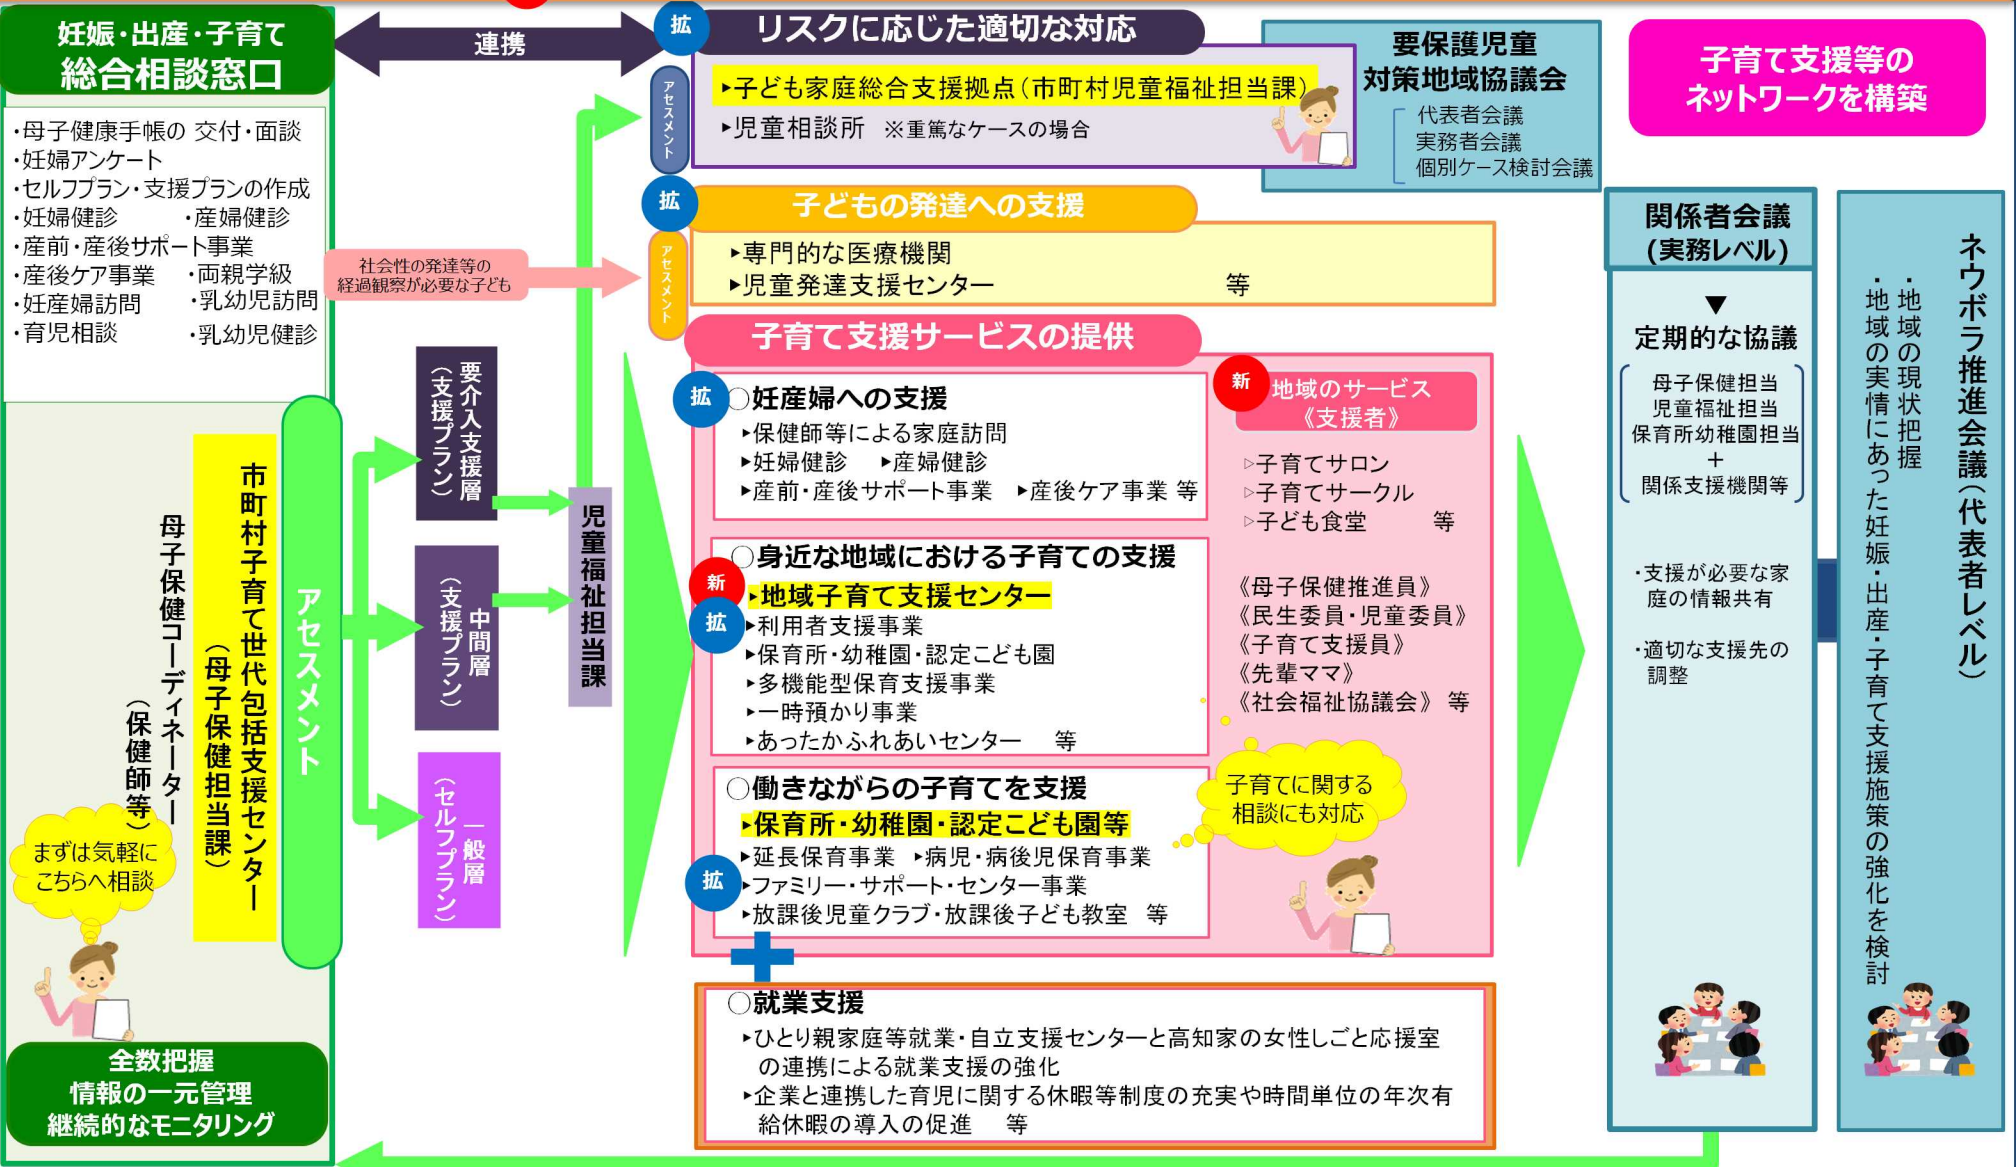 妊娠・出産・子育て
総合相談窓口
・母子健康手帳の 交付・面談
・妊婦アンケート
・セルフプラン・支援プランの作成
・妊婦健診 ・産婦健診
・産前・産後サポート事業
・産後ケア事業 ・両親学級
・妊産婦訪問 ・乳幼児訪問
・育児相談 ・乳幼児健診
アセスメント
市町村子育て世代包括支援センター
(母子保健担当課)
母子保健コーディネーター
(保健師等)
まずは気軽に
こちらへ相談
全数把握
情報の一元管理
継続的なモニタリング
連携
社会性の発達等の
経過観察が必要な子ども
要介入支援層
(支援プラン)
中間層
(支援プラン)
一般層
(セルフプラン)
児童福祉担当課
拡
リスクに応じた適切な対応
アセスメント
▸子ども家庭総合支援拠点(市町村児童福祉担当課)
▸児童相談所 ※重篤なケースの場合
要保護児童
対策地域協議会
代表者会議
実務者会議
個別ケース検討会議
拡
子どもの発達への支援
アセスメント
▸専門的な医療機関
▸児童発達支援センター 等
子育て支援サービスの提供
拡
○妊産婦への支援
▸保健師等による家庭訪問
▸妊婦健診 ▸産婦健診
▸産前・産後サポート事業 ▸産後ケア事業 等
○身近な地域における子育ての支援
新
▸地域子育て支援センター
拡
▸利用者支援事業
▸保育所・幼稚園・認定こども園
▸多機能型保育支援事業
▸一時預かり事業
▸あったかふれあいセンター 等
○働きながらの子育てを支援
▸保育所・幼稚園・認定こども園等
▸延長保育事業 ▸病児・病後児保育事業
拡
▸ファミリー・サポート・センター事業
▸放課後児童クラブ・放課後子ども教室 等
新
地域のサービス
《支援者》
▹子育てサロン
▹子育てサークル
▹子ども食堂 等
《母子保健推進員》
《民生委員・児童委員》
《子育て支援員》
《先輩ママ》
《社会福祉協議会》 等
子育てに関する
相談にも対応
○就業支援
▸ひとり親家庭等就業・自立支援センターと高知家の女性しごと応援室
の連携による就業支援の強化
▸企業と連携した育児に関する休暇等制度の充実や時間単位の年次有
給休暇の導入の促進 等
子育て支援等の
ネットワークを構築
関係者会議
(実務レベル)
▼
定期的な協議
母子保健担当
児童福祉担当
保育所幼稚園担当
+
関係支援機関等
・支援が必要な家
庭の情報共有
・適切な支援先の
調整
ネウボラ推進会議(代表者レベル)
・地域の現状把握
・地域の実情にあった妊娠・出産・子育て支援施策の強化を検討